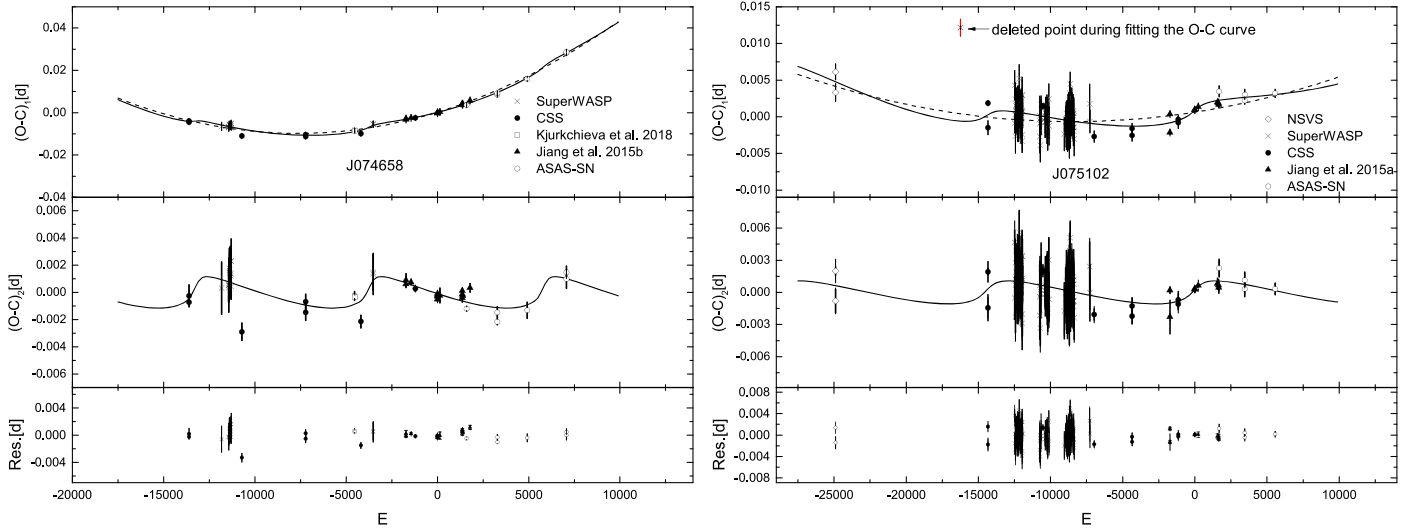 (O-C)₁[d]
0.04
0.02
0.00
-0.02
-0.04
SuperWASP
CSS
Kjurkchieva et al. 2018
Jiang et al. 2015b
ASAS-SN
J074658
(O-C)₂[d]
0.006
0.004
0.002
0.000
-0.002
-0.004
-0.006
Res.[d]
0.004
0.000
-0.004
-20000 -15000 -10000 -5000 0 5000 10000
E
(O-C)₁[d]
0.015
0.010
0.005
0.000
-0.005
-0.010
deleted point during fitting the O-C curve
NSVS
SuperWASP
CSS
Jiang et al. 2015a
ASAS-SN
J075102
(O-C)₂[d]
0.006
0.003
0.000
-0.003
-0.006
Res.[d]
0.008
0.004
0.000
-0.004
-0.008
-25000 -20000 -15000 -10000 -5000 0 5000 10000
E